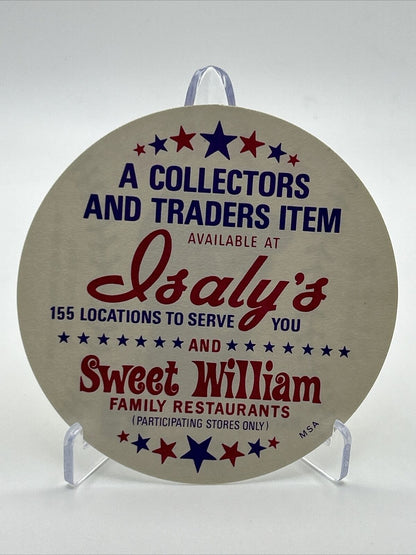 A COLLECTORS
AND TRADERS ITEM
AVAILABLE AT
Isaly's
155 LOCATIONS TO SERVE YOU
AND
Sweet William
FAMILY RESTAURANTS
(PARTICIPATING STORES ONLY)
MSA